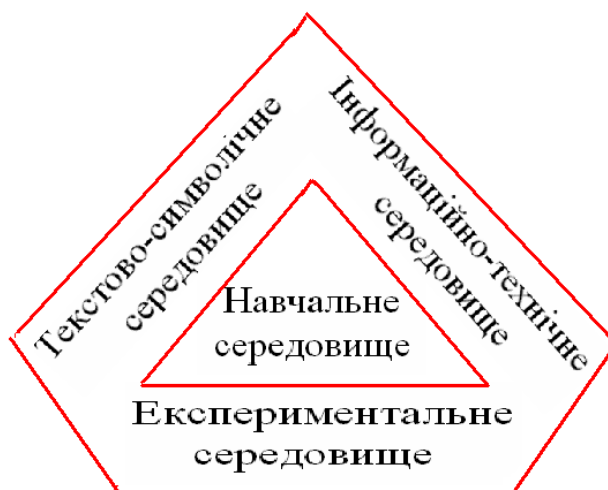 Текстово-символічне
середовище
Інформаційно-технічне
середовище
Навчальне
середовище
Експериментальне
середовище